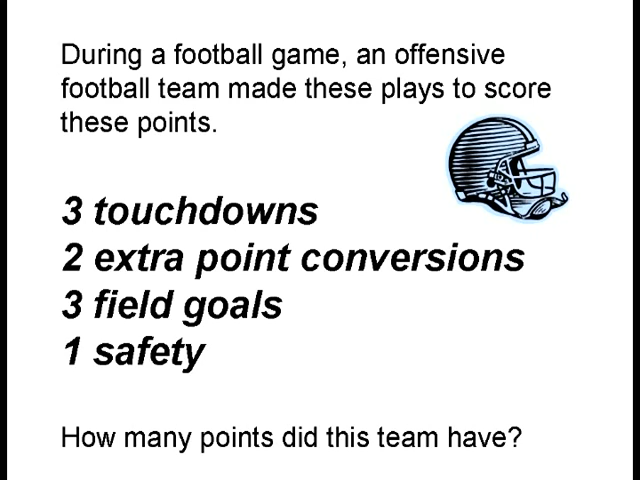 During a football game, an offensive
football team made these plays to score
these points.
3 touchdowns
2 extra point conversions
3 field goals
1 safety
How many points did this team have?